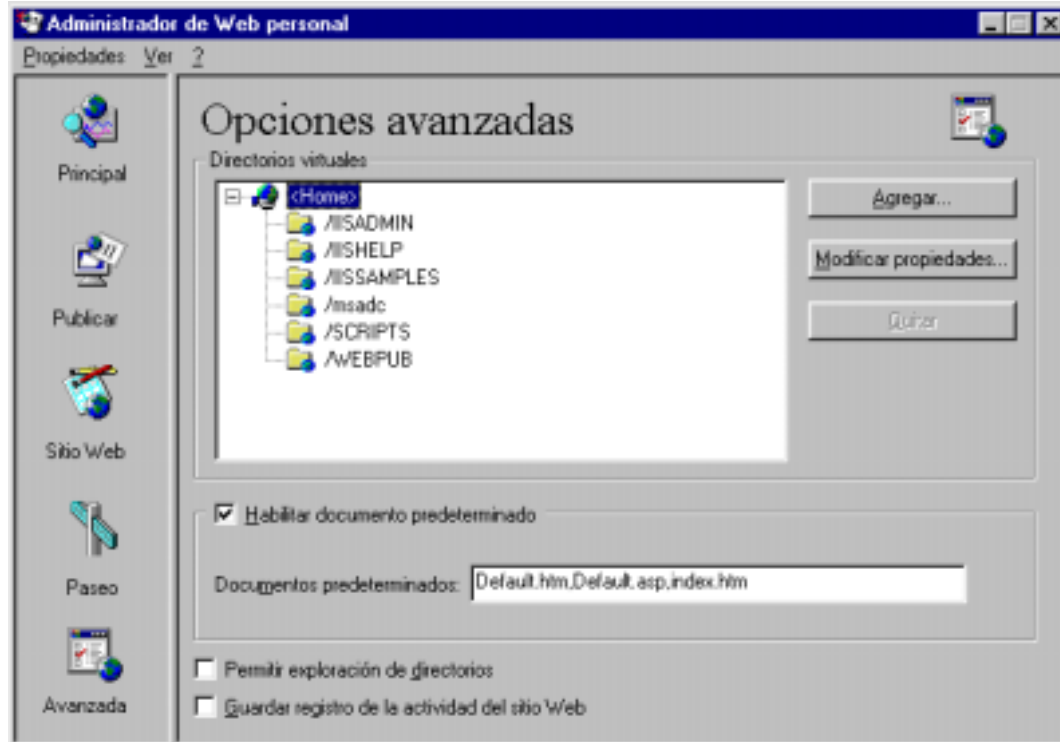 Administrador de Web personal
Propiedades Ver ?
Principal
Publicar
Sitio Web
Paseo
Avanzada
Opciones avanzadas
Directorios virtuales
<Home>
/IISADMIN
/IISHELP
/IISSAMPLES
/msadc
/SCRIPTS
/WEBPUB
Agregar...
Modificar propiedades...
Quitar
Habilitar documento predeterminado
Documentos predeterminados: Default.htm,Default.asp,index.htm
Permitir exploración de directorios
Guardar registro de la actividad del sitio Web